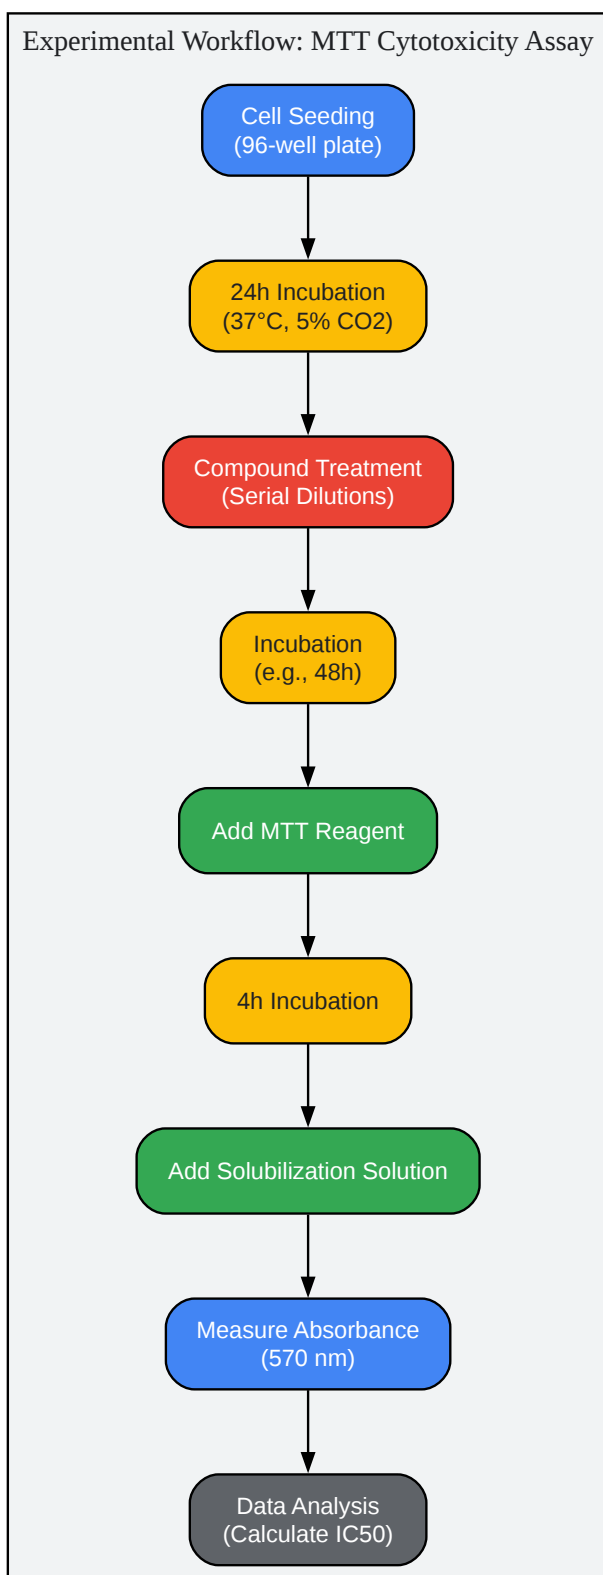 Experimental Workflow: MTT Cytotoxicity Assay
Cell Seeding
(96-well plate)
24h Incubation
(37°C, 5% CO2)
Compound Treatment
(Serial Dilutions)
Incubation
(e.g., 48h)
Add MTT Reagent
4h Incubation
Add Solubilization Solution
Measure Absorbance
(570 nm)
Data Analysis
(Calculate IC50)